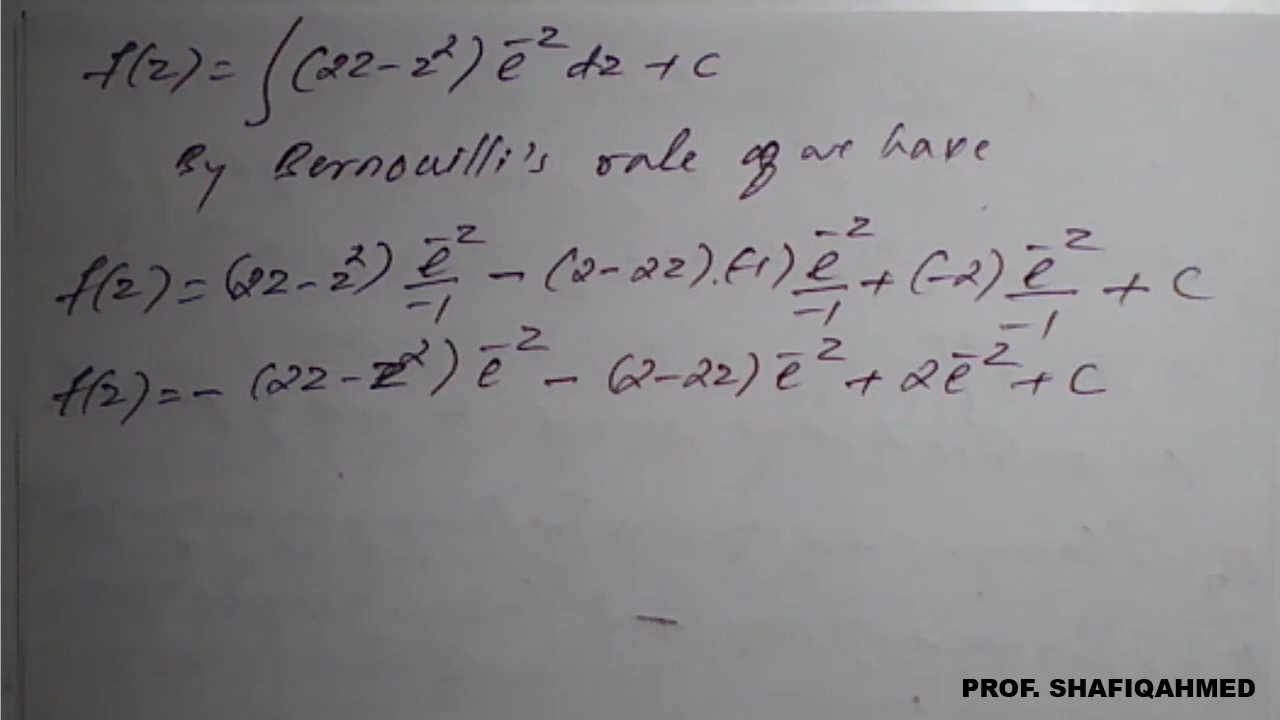 f(z) = ∫ (2z - z²) e^-z dz + c
By Bernouilli's rule of we have
f(z) = (2z - z²) e^-z/-1 - (2 - 2z).(-1) e^-z/-1 + (-2) e^-z/-1 + c
f(z) = - (2z - z²) e^-z - (2 - 2z) e^-z + 2e^-z + c
PROF. SHAFIQAHMED